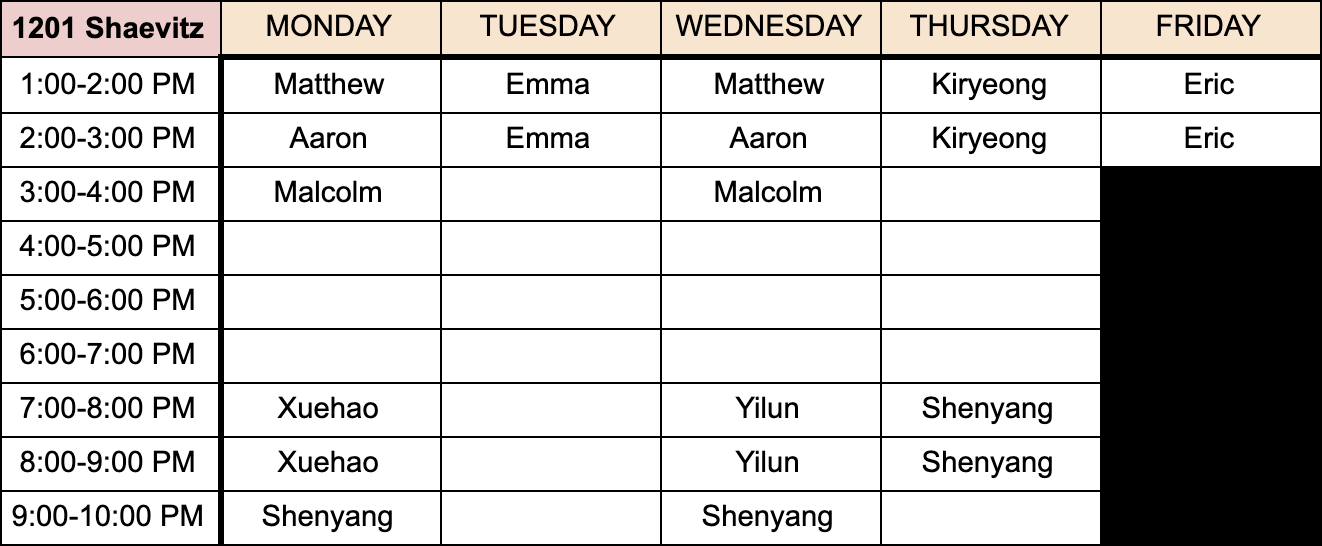 1201 Shaevitz MONDAY TUESDAY WEDNESDAY THURSDAY FRIDAY
1:00-2:00 PM Matthew Emma Matthew Kiryeong Eric
2:00-3:00 PM Aaron Emma Aaron Kiryeong Eric
3:00-4:00 PM Malcolm Malcolm
4:00-5:00 PM
5:00-6:00 PM
6:00-7:00 PM
7:00-8:00 PM Xuehao Yilun Shenyang
8:00-9:00 PM Xuehao Yilun Shenyang
9:00-10:00 PM Shenyang Shenyang